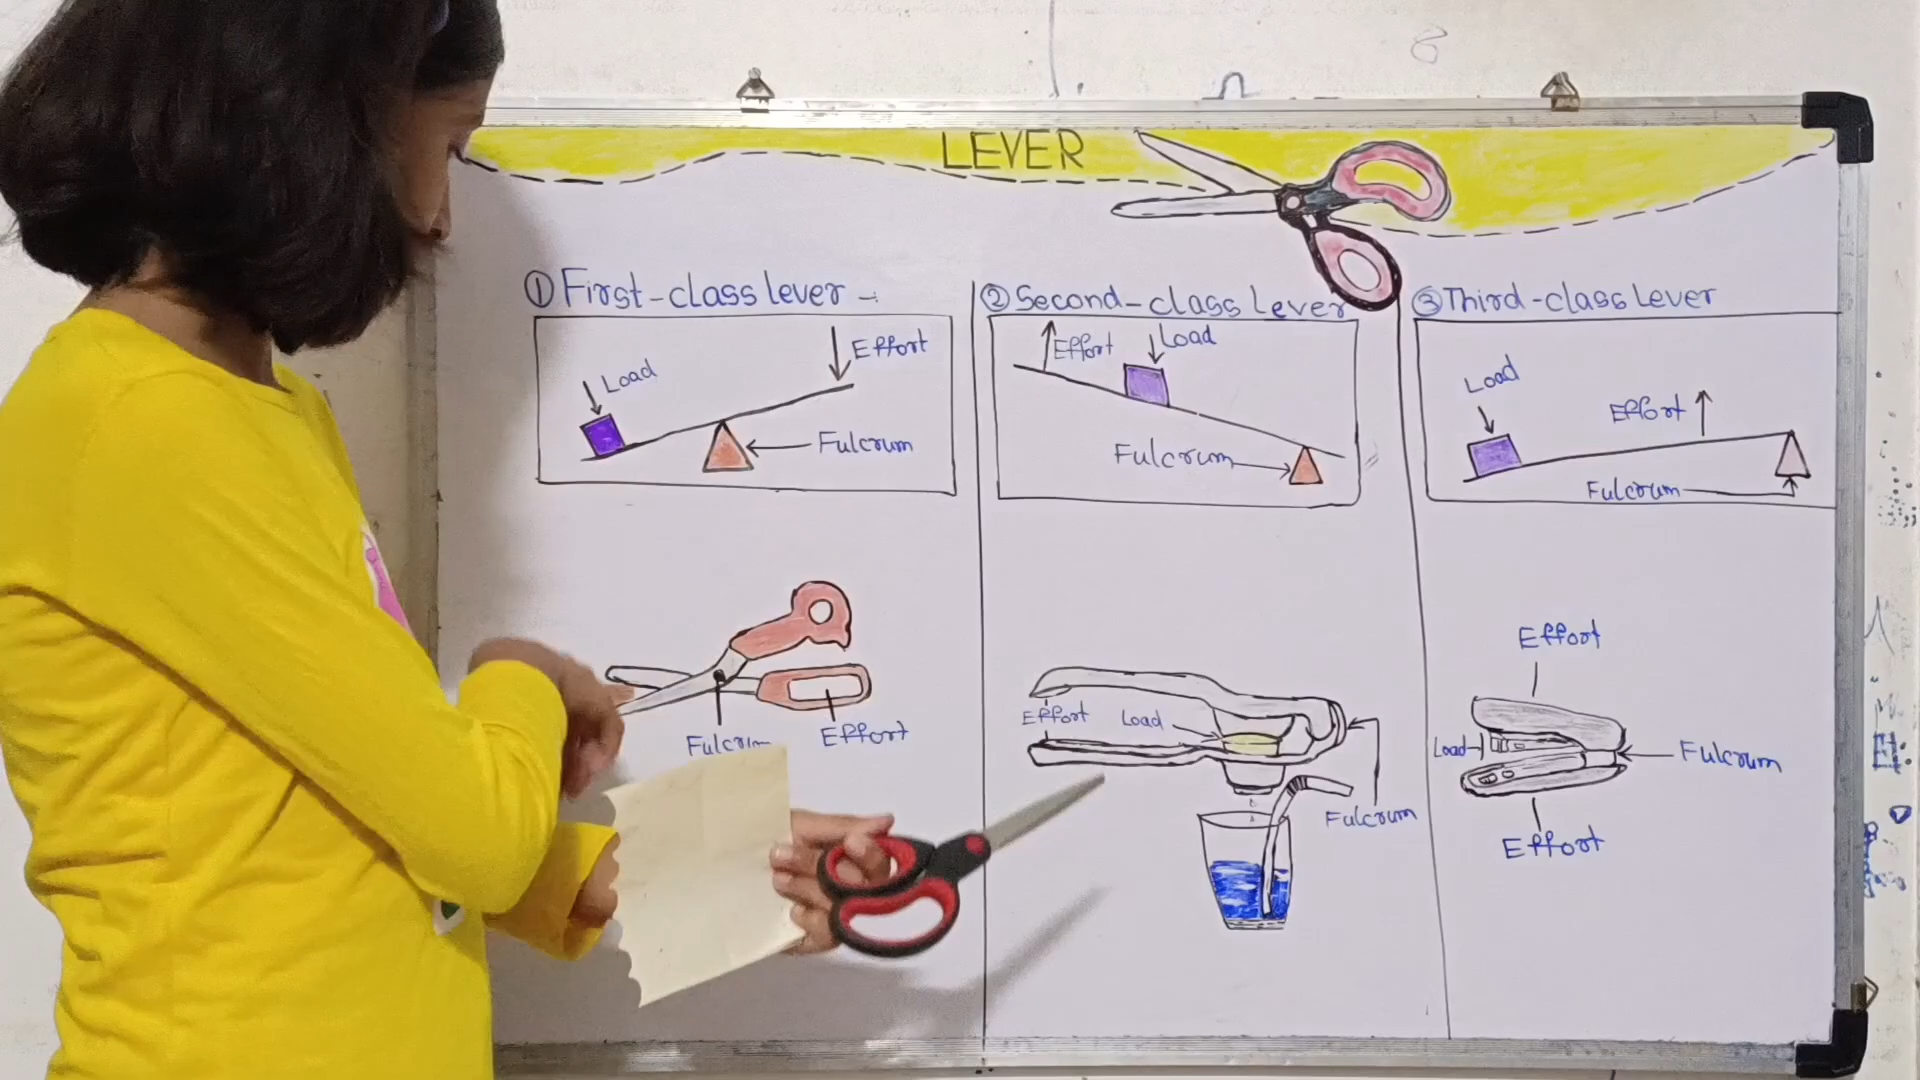 LEVER
① First-class lever -:
Load
Effort
Fulcrum
Fulcrum
Effort
② Second-class Lever
Effort
Load
Fulcrum
Effort
Load
Fulcrum
③ Third-class Lever
Load
Effort
Fulcrum
Effort
Load
Fulcrum
Effort